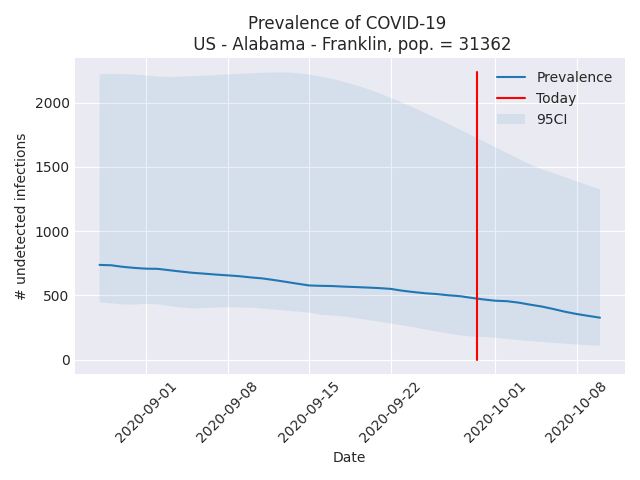 Prevalence of COVID-19
US - Alabama - Franklin, pop. = 31362
Prevalence
Today
95CI
# undetected infections
2000
1500
1000
500
0
2020-09-01
2020-09-08
2020-09-15
2020-09-22
2020-10-01
2020-10-08
Date